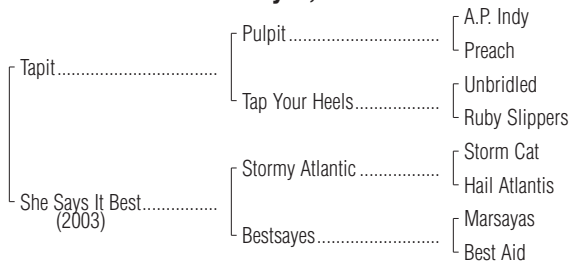 A.P. Indy
Pulpit
Preach
Tapit
Unbridled
Tap Your Heels
Ruby Slippers
Storm Cat
Stormy Atlantic
Hail Atlantis
She Says It Best
(2003)
Marsayas
Bestsayes
Best Aid